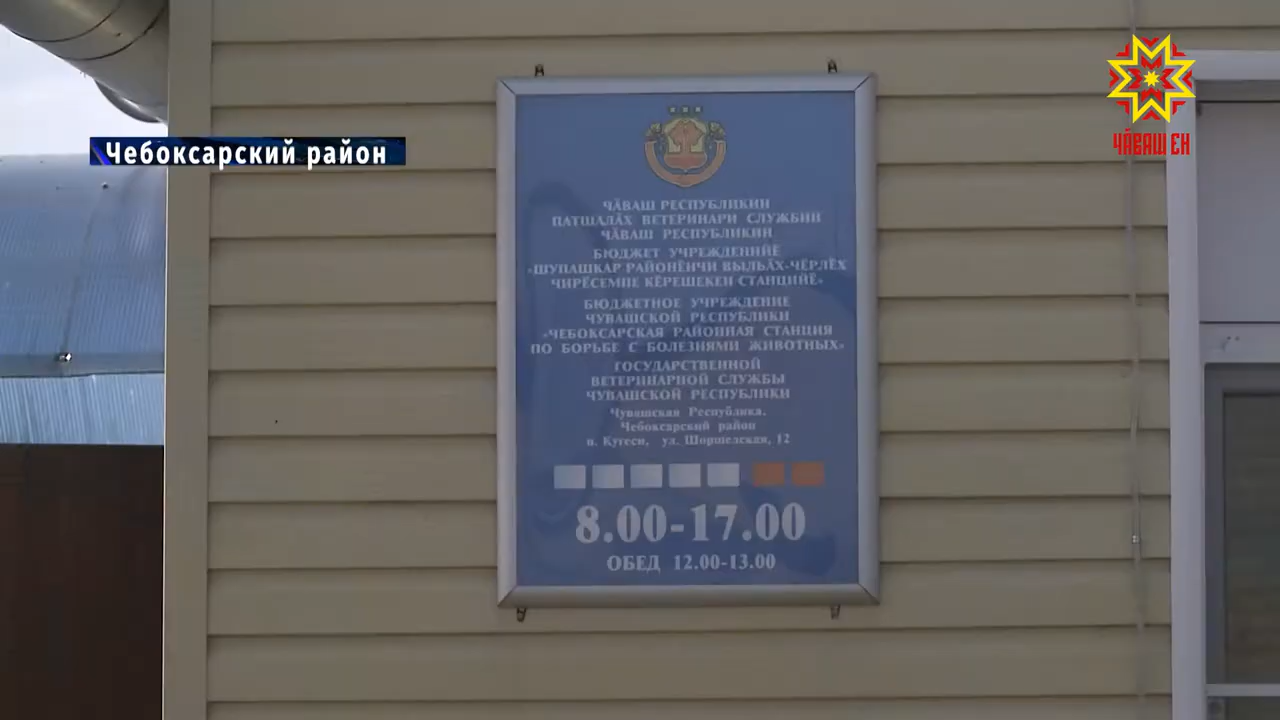 Чебоксарский район
ЧӐВАШ ЕН
ЧӐВАШ РЕСПУБЛИКИН
ПАТШАЛӐХ ВЕТЕРИНАРИ СЛУЖБИН
ЧӐВАШ РЕСПУБЛИКИН
БЮДЖЕТ УЧРЕЖДЕНИЙӖ
«ШУПАШКАР РАЙОНӖНЧИ ВЫЛЬӐХ-ЧӖРЛӖХ
ЧИРӖСЕМПЕ КӖРЕШЕКЕН СТАНЦИЙӖ»
БЮДЖЕТНОЕ УЧРЕЖДЕНИЕ
ЧУВАШСКОЙ РЕСПУБЛИКИ
«ЧЕБОКСАРСКАЯ РАЙОННАЯ СТАНЦИЯ
ПО БОРЬБЕ С БОЛЕЗНЯМИ ЖИВОТНЫХ»
ГОСУДАРСТВЕННОЙ
ВЕТЕРИНАРНОЙ СЛУЖБЫ
ЧУВАШСКОЙ РЕСПУБЛИКИ
Чувашская Республика,
Чебоксарский район
п. Кугеси, ул. Шоршелская, 12
8.00-17.00
ОБЕД 12.00-13.00